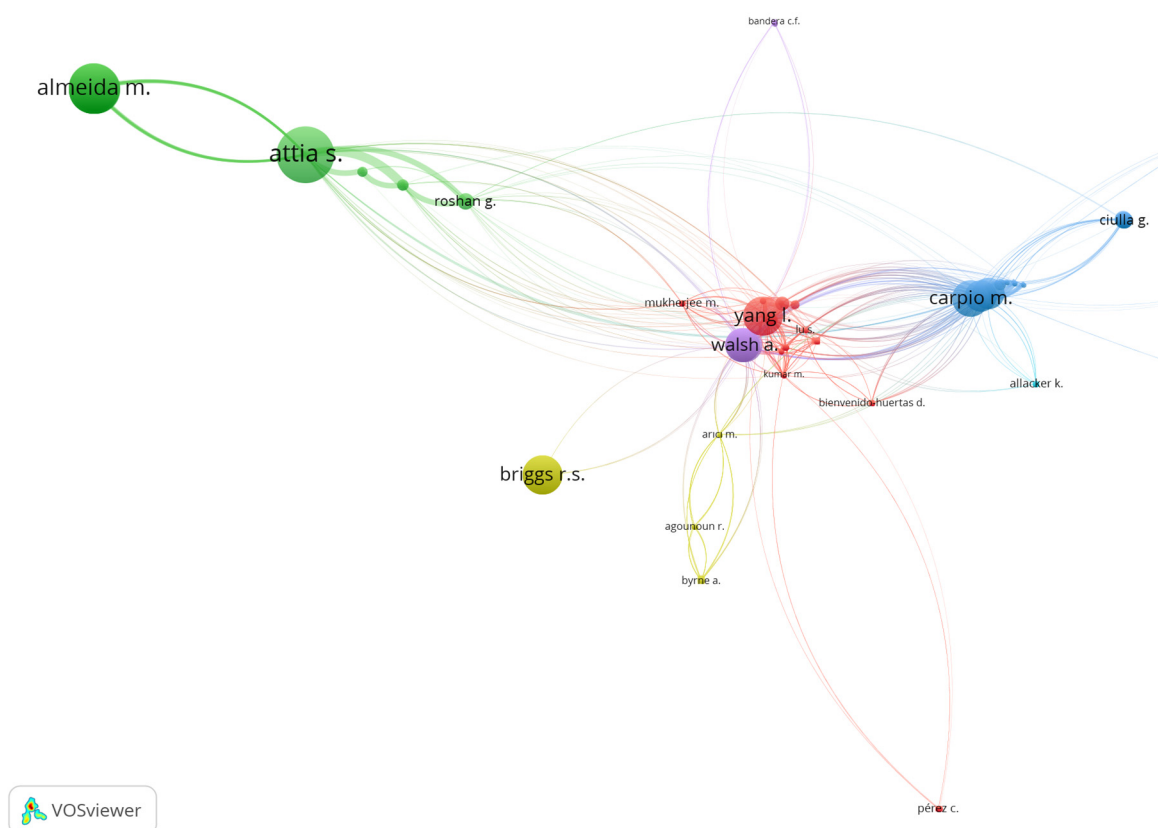 bandera c.f.
almeida m.
attia s.
roshan g.
ciulla g.
mukherjee m.
carpio m.
yang l.
lu s.
walsh a.
kumar m.
allacker k.
bienvenido-huertas d.
arıcı m.
briggs r.s.
agounoun r.
byrne a.
pérez c.
VOSviewer